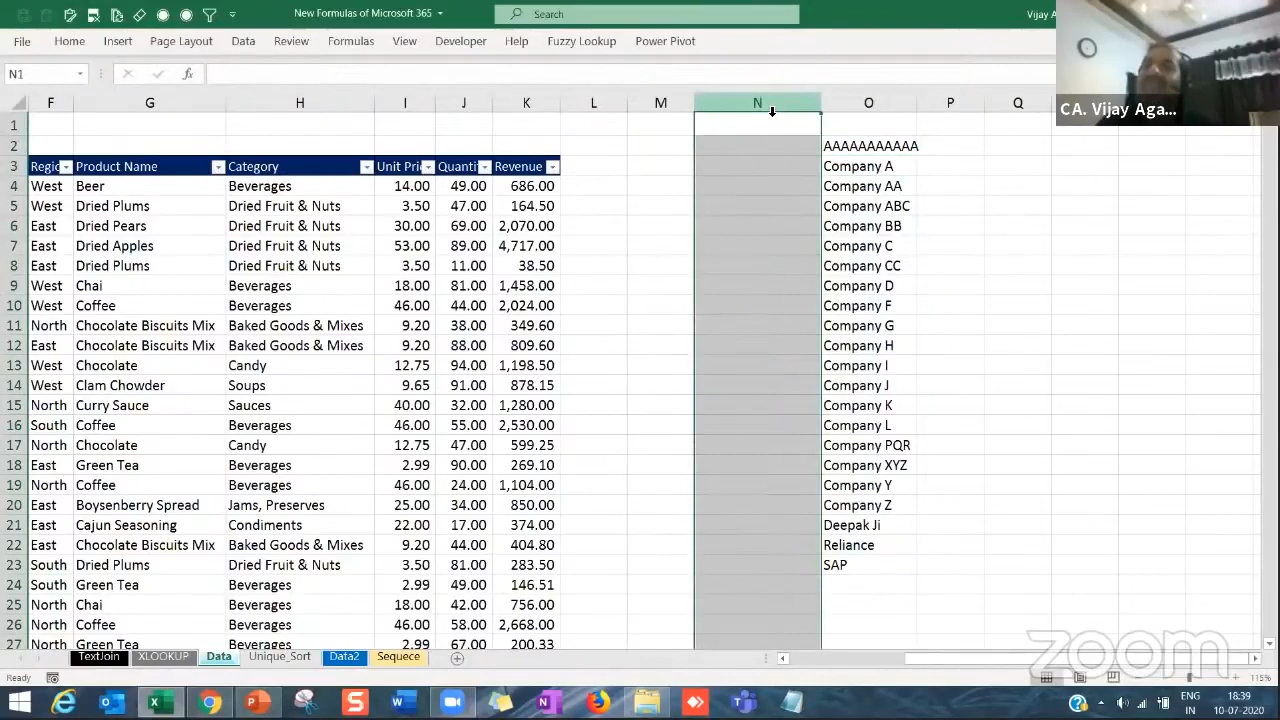 New Formulas of Microsoft 365
Search
Vijay A
File Home Insert Page Layout Formulas Data Review Formulas View Developer Help Fuzzy Lookup Power Pivot
CA. Vijay Aga...
N1
fx
F G H I J K L M N O P Q
1
2 AAAAAAAAAAA
3 Regic Product Name Category Unit Pri Quanti Revenue Company A
4 West Beer Beverages 14.00 49.00 686.00 Company AA
5 West Dried Plums Dried Fruit & Nuts 3.50 47.00 164.50 Company ABC
6 East Dried Pears Dried Fruit & Nuts 30.00 69.00 2,070.00 Company BB
7 East Dried Apples Dried Fruit & Nuts 53.00 89.00 4,717.00 Company C
8 East Dried Plums Dried Fruit & Nuts 3.50 11.00 38.50 Company CC
9 West Chai Beverages 18.00 81.00 1,458.00 Company D
10 West Coffee Beverages 46.00 44.00 2,024.00 Company F
11 North Chocolate Biscuits Mix Baked Goods & Mixes 9.20 38.00 349.60 Company G
12 East Chocolate Biscuits Mix Baked Goods & Mixes 9.20 88.00 809.60 Company H
13 West Chocolate Candy 12.75 94.00 1,198.50 Company I
14 West Clam Chowder Soups 9.65 91.00 878.15 Company J
15 North Curry Sauce Sauces 40.00 32.00 1,280.00 Company K
16 South Coffee Beverages 46.00 55.00 2,530.00 Company L
17 North Chocolate Candy 12.75 47.00 599.25 Company PQR
18 East Green Tea Beverages 2.99 90.00 269.10 Company XYZ
19 North Coffee Beverages 46.00 24.00 1,104.00 Company Y
20 East Boysenberry Spread Jams, Preserves 25.00 34.00 850.00 Company Z
21 East Cajun Seasoning Condiments 22.00 17.00 374.00 Deepak Ji
22 East Chocolate Biscuits Mix Baked Goods & Mixes 9.20 44.00 404.80 Reliance
23 South Dried Plums Dried Fruit & Nuts 3.50 81.00 283.50 SAP
24 South Green Tea Beverages 2.99 49.00 146.51
25 North Chai Beverages 18.00 42.00 756.00
26 North Coffee Beverages 46.00 58.00 2,668.00
27 North Green Tea Beverages 2.99 67.00 200.33
zoom
TextJoin XLOOKUP Data Unique_Sort Data2 Sequece
Ready
115%
ENG 18:39
IN 10-07-2020